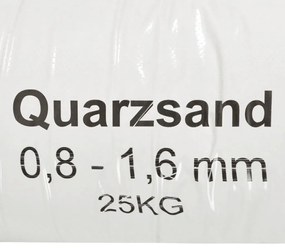 Quarzsand
0,8 - 1,6 mm
25KG